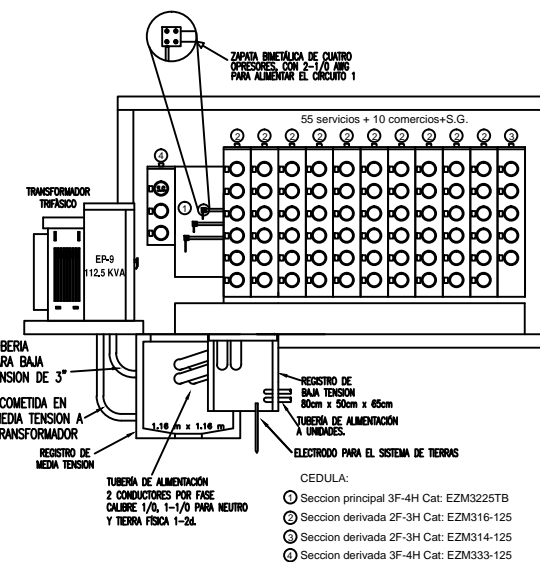 ZAPATA BIMETÁLICA DE CUATRO
OPRESORES, CON 2-1/0 AWG
PARA ALIMENTAR EL CIRCUITO 1
55 servicios + 10 comercios+S.G.
2 2 2 2 2 2 2 2 2 2 3
4
S.G.
1
TRANSFORMADOR
TRIFÁSICO
EP-9
112.5 KVA
UBERIA
ARA BAJA
ENSION DE 3"
COMETIDA EN
MEDIA TENSION A
TRANSFORMADOR
REGISTRO DE
MEDIA TENSION
1.16 m x 1.16 m
REGISTRO DE
BAJA TENSION
80cm x 50cm x 65cm
TUBERÍA DE ALIMENTACIÓN
A UNIDADES.
ELECTRODO PARA EL SISTEMA DE TIERRAS
TUBERÍA DE ALIMENTACIÓN
2 CONDUCTORES POR FASE
CALIBRE 1/0, 1-1/0 PARA NEUTRO
Y TIERRA FÍSICA 1-2d.
CEDULA:
1 Seccion principal 3F-4H Cat: EZM3225TB
2 Seccion derivada 2F-3H Cat: EZM316-125
3 Seccion derivada 2F-3H Cat: EZM314-125
4 Seccion derivada 3F-4H Cat: EZM333-125